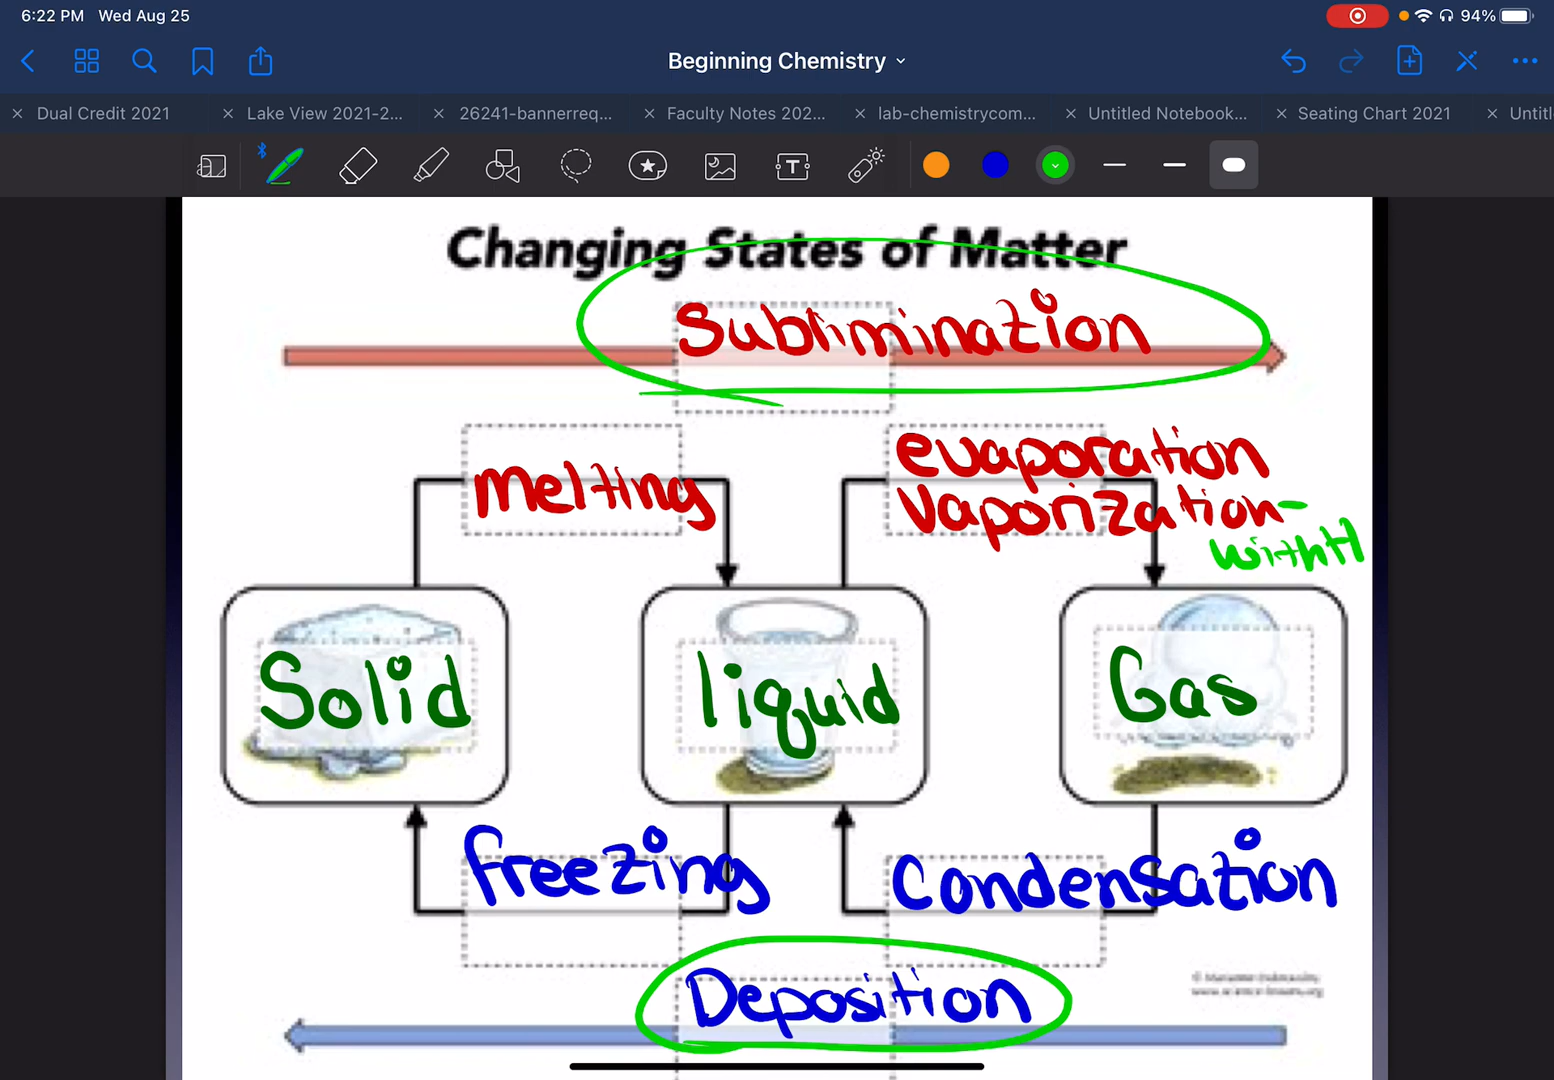 6:22 PM Wed Aug 25
94%
Beginning Chemistry
Dual Credit 2021
Lake View 2021-2...
26241-bannerreq...
Faculty Notes 202...
lab-chemistrycom...
Untitled Notebook...
Seating Chart 2021
Untitl
Changing States of Matter
Sublimination
melting
evaporation
vaporization-
withH
Solid
liquid
Gas
freezing
Condensation
Deposition